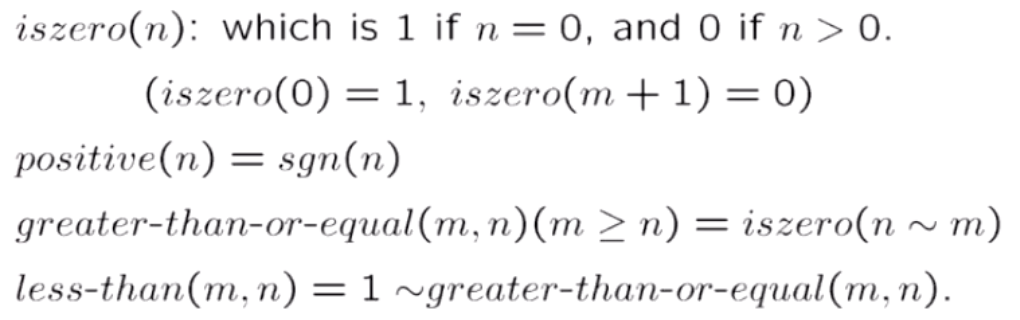 iszero(n): which is 1 if n = 0, and 0 if n > 0.
(iszero(0) = 1, iszero(m + 1) = 0)
positive(n) = sgn(n)
greater-than-or-equal(m, n)(m ≥ n) = iszero(n ∼ m)
less-than(m, n) = 1 ∼greater-than-or-equal(m, n).